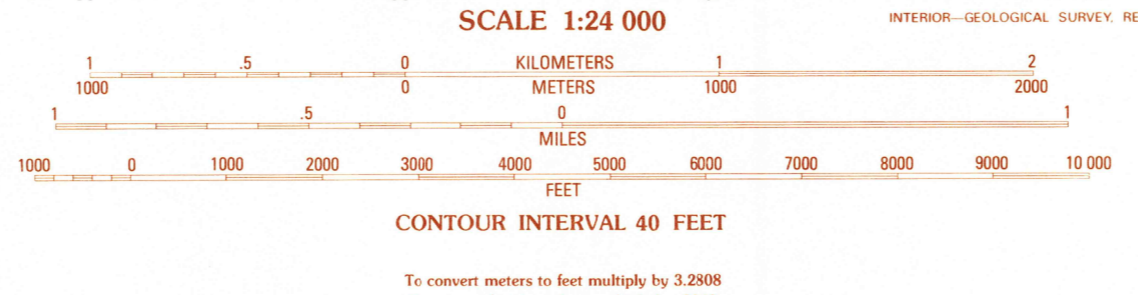 SCALE 1:24 000
INTERIOR—GEOLOGICAL SURVEY, RE
1 .5 0 KILOMETERS 1 2
1000 0 METERS 1000 2000
1 .5 0 1
MILES
1000 0 1000 2000 3000 4000 5000 6000 7000 8000 9000 10 000
FEET
CONTOUR INTERVAL 40 FEET
To convert meters to feet multiply by 3.2808